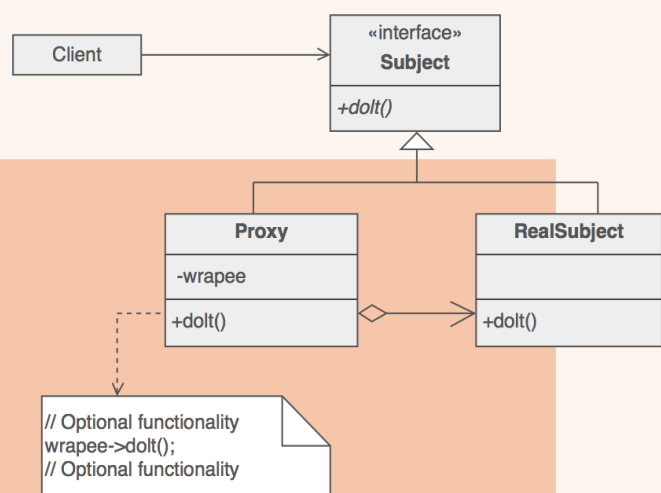 Client
«interface»
Subject
+doIt()
Proxy
-wrapee
+doIt()
RealSubject
+doIt()
// Optional functionality
wrapee->doIt();
// Optional functionality